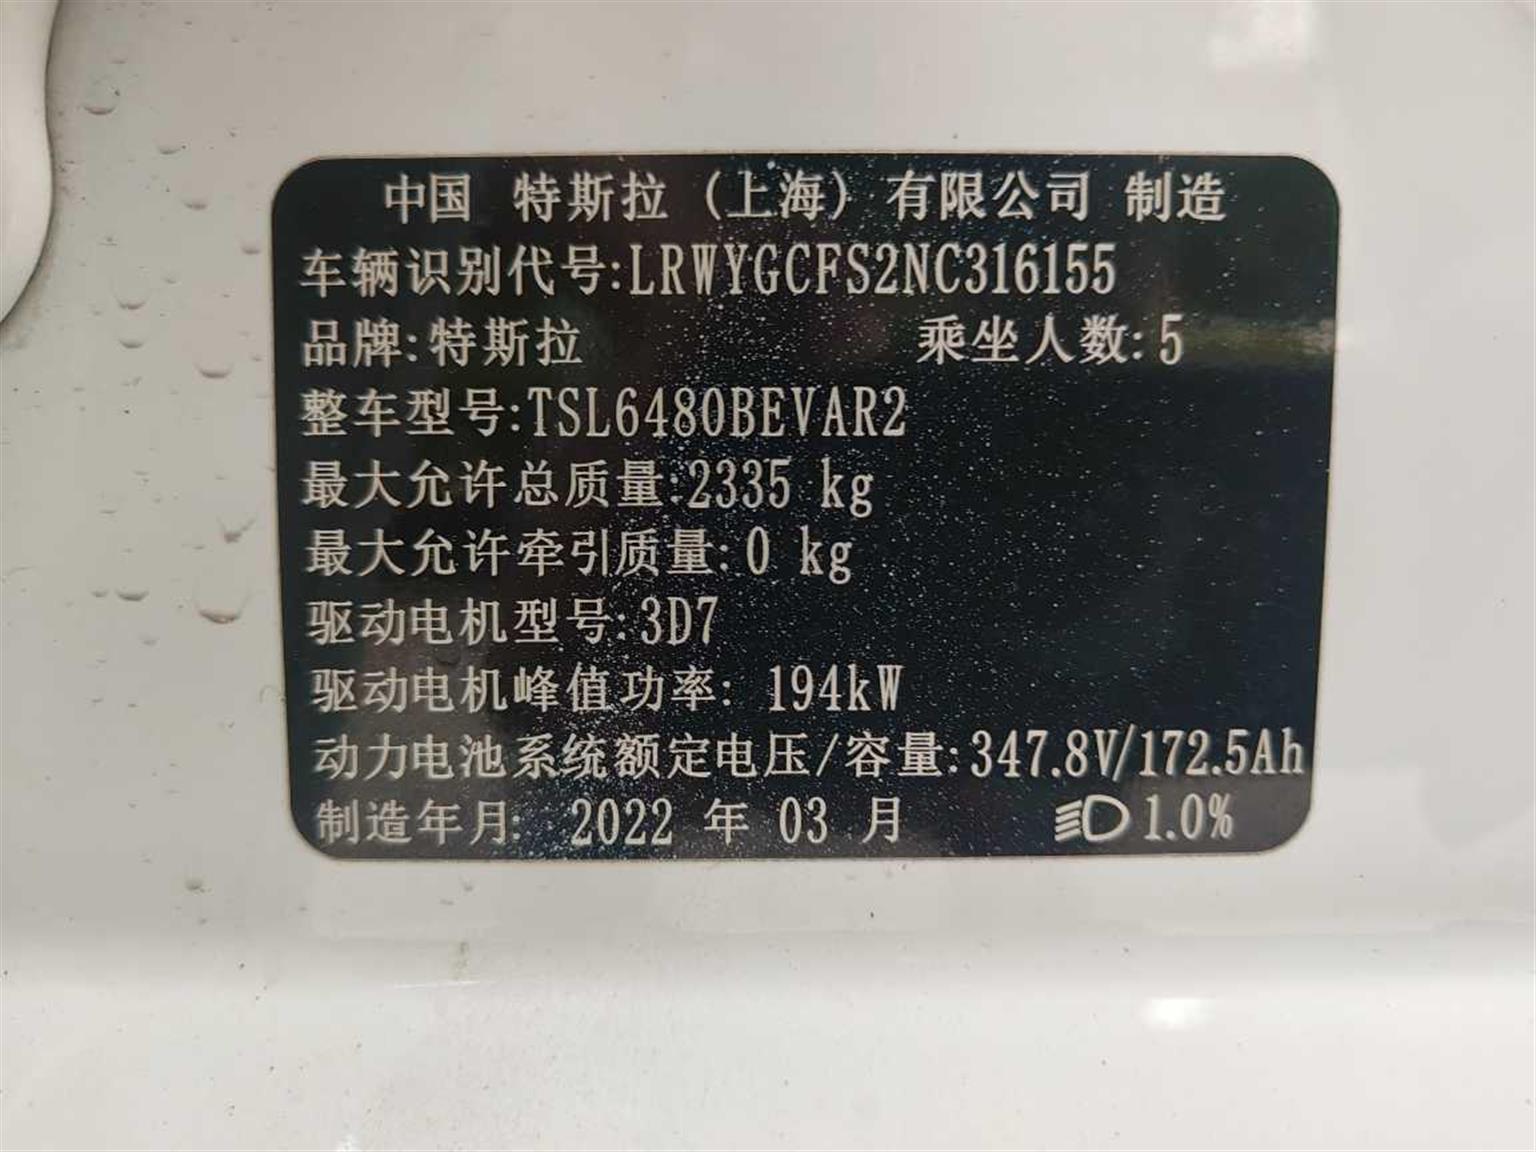 中国 特斯拉 (上海) 有限公司 制造
车辆识别代号:LRWYGCFS2NC316155
品牌:特斯拉 乘坐人数:5
整车型号:TSL6480BEVAR2
最大允许总质量:2335 kg
最大允许牵引质量:0 kg
驱动电机型号:3D7
驱动电机峰值功率: 194kW
动力电池系统额定电压/容量:347.8V/172.5Ah
制造年月: 2022 年 03 月 1.0%